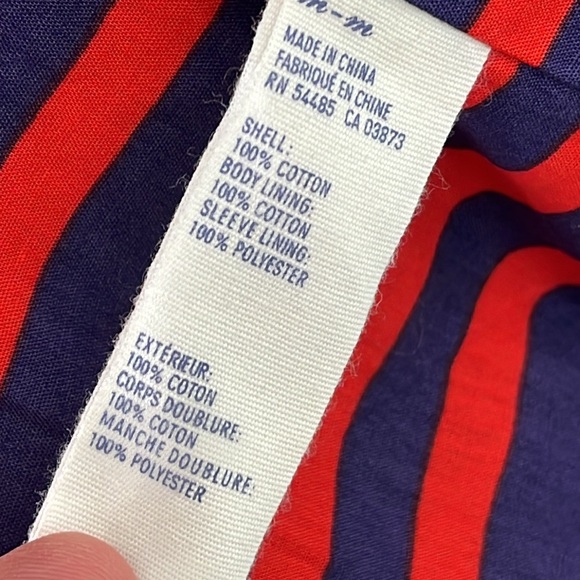 m-m
MADE IN CHINA
FABRIQUÉ EN CHINE
RN 54485 CA 03873
SHELL:
100% COTTON
BODY LINING:
100% COTTON
SLEEVE LINING:
100% POLYESTER
EXTÉRIEUR:
100% COTON
CORPS DOUBLURE:
100% COTON
MANCHE DOUBLURE:
100% POLYESTER